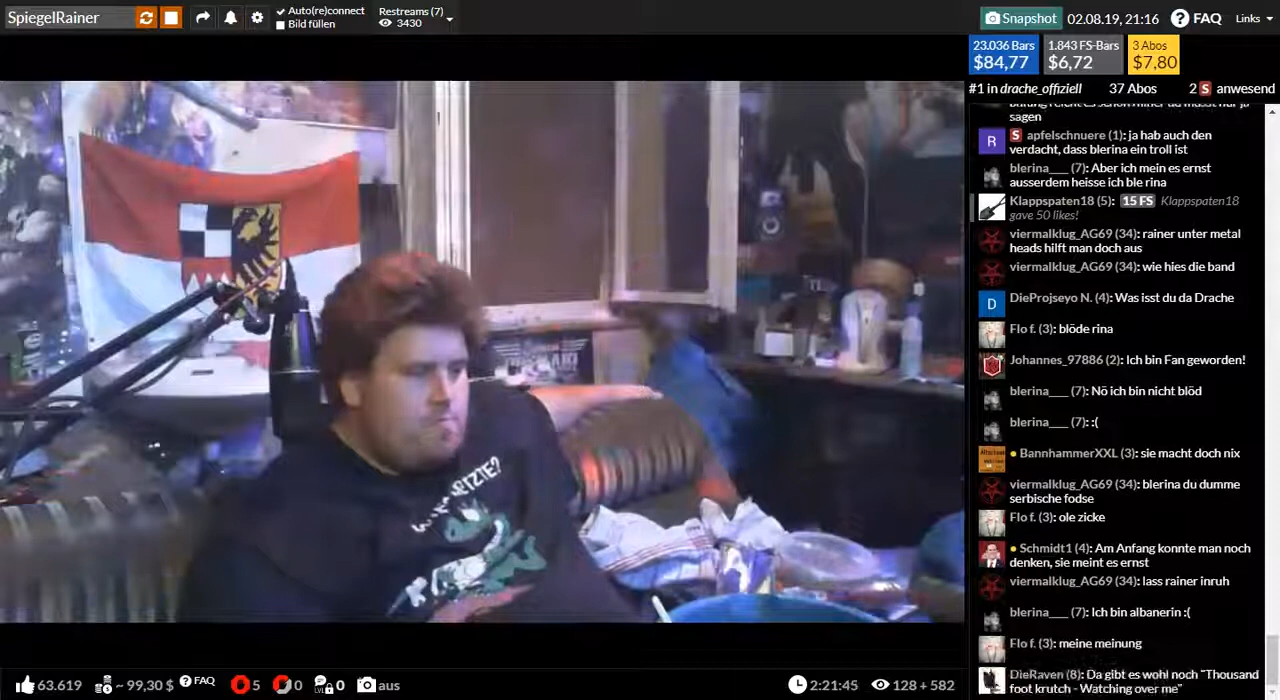 SpiegelRainer
Auto(re)connect
Bild füllen
Restreams (7)
3430
Snapshot
02.08.19, 21:16
? FAQ
Links
23.036 Bars
$84,77
1.843 FS-Bars
$6,72
3 Abos
$7,80
#1 in drache_offiziell
37 Abos
2 S anwesend
sagen
R
S apfelschnuere (1): ja hab auch den
verdacht, dass blerina ein troll ist
blerina___ (7): Aber ich mein es ernst
ausserdem heisse ich ble rina
Klappspaten18 (5): 15 FS Klappspaten18
gave 50 likes!
viermalklug_AG69 (34): rainer unter metal
heads hilft man doch aus
viermalklug_AG69 (34): wie hies die band
D
DieProjseyo N. (4): Was isst du da Drache
Flo f. (3): blöde rina
Johannes_97886 (2): Ich bin Fan geworden!
blerina___ (7): Nö ich bin nicht blöd
blerina___ (7): :(
BannhammerXXL (3): sie macht doch nix
viermalklug_AG69 (34): blerina du dumme
serbische fodse
Flo f. (3): ole zicke
Schmidt1 (4): Am Anfang konnte man noch
denken, sie meint es ernst
viermalklug_AG69 (34): lass rainer inruh
blerina___ (7): Ich bin albanerin :(
Flo f. (3): meine meinung
DieRaven (8): Da gibt es wohl noch "Thousand
foot krutch - Watching over me"
63.619
~ 99,30 $
? FAQ
5
LVL
0
aus
2:21:45
128 + 582